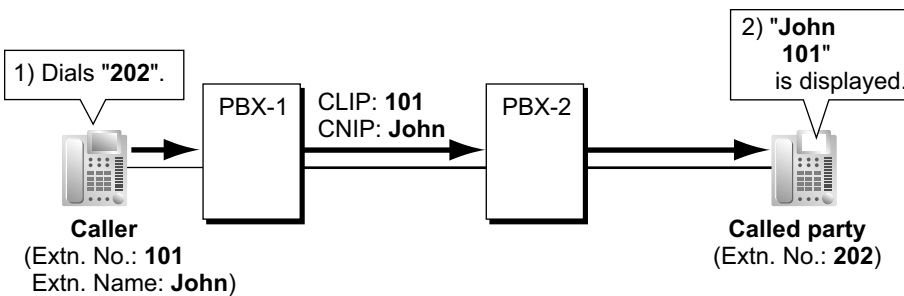 1) Dials "202".
PBX-1
CLIP: 101
CNIP: John
PBX-2
2) "John
101"
is displayed.
Caller
(Extn. No.: 101
Extn. Name: John)
Called party
(Extn. No.: 202)